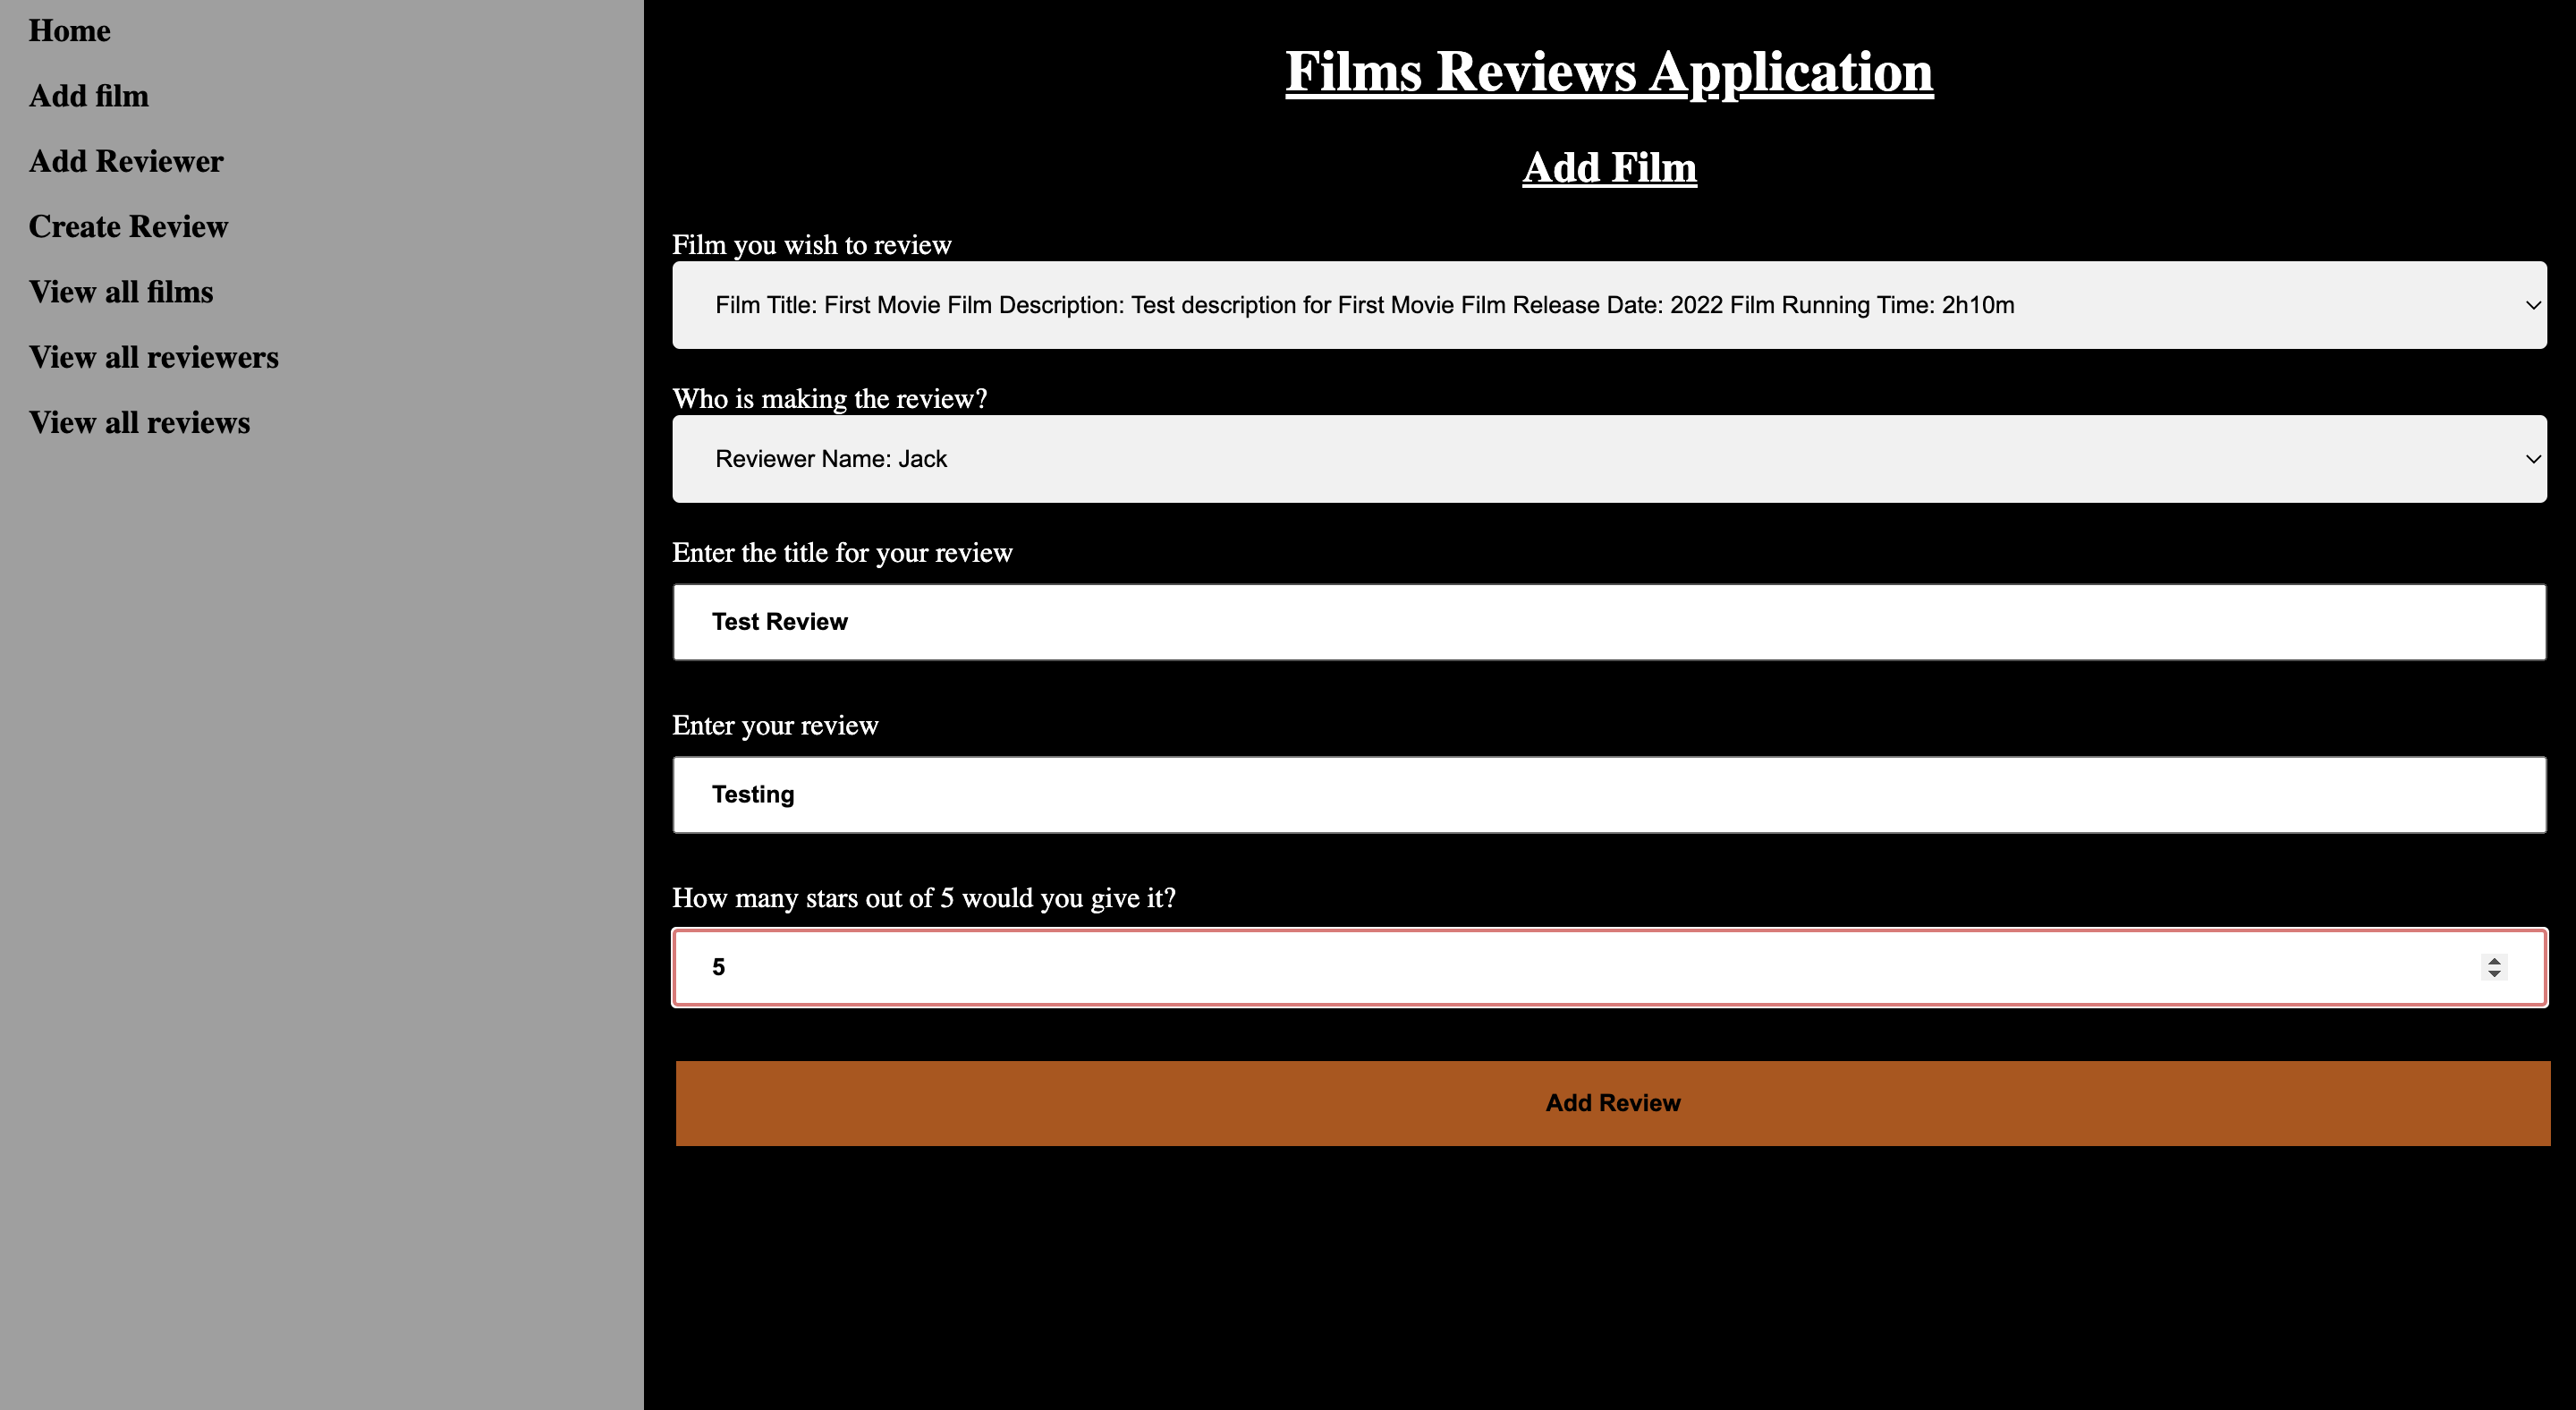 Home
Add film
Add Reviewer
Create Review
View all films
View all reviewers
View all reviews
Films Reviews Application
Add Film
Film you wish to review
Film Title: First Movie Film Description: Test description for First Movie Film Release Date: 2022 Film Running Time: 2h10m
Who is making the review?
Reviewer Name: Jack
Enter the title for your review
Test Review
Enter your review
Testing
How many stars out of 5 would you give it?
5
Add Review